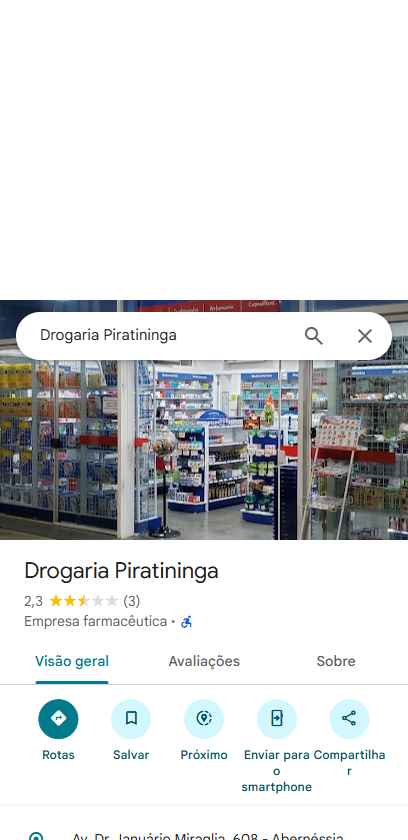 Drogaria Piratininga
Drogaria Piratininga
2,3 (3)
Empresa farmacêutica ·
Visão geral
Avaliações
Sobre
Rotas
Salvar
Próximo
Enviar para
o
smartphone
Compartilha
r
Av. Dr. Januário Miraglia, 608 - Abernéssia